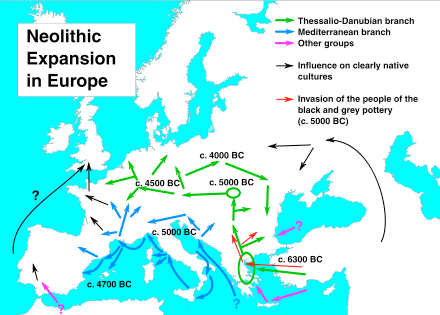 Neolithic
Expansion
in Europe
Thessalio-Danubian branch
Mediterranean branch
Other groups
Influence on clearly native
cultures
Invasion of the people of the
black and grey pottery
(c. 5000 BC)
c. 4000 BC
c. 4500 BC
c. 5000 BC
?
c. 5000 BC
?
c. 6300 BC
c. 4700 BC
?
?